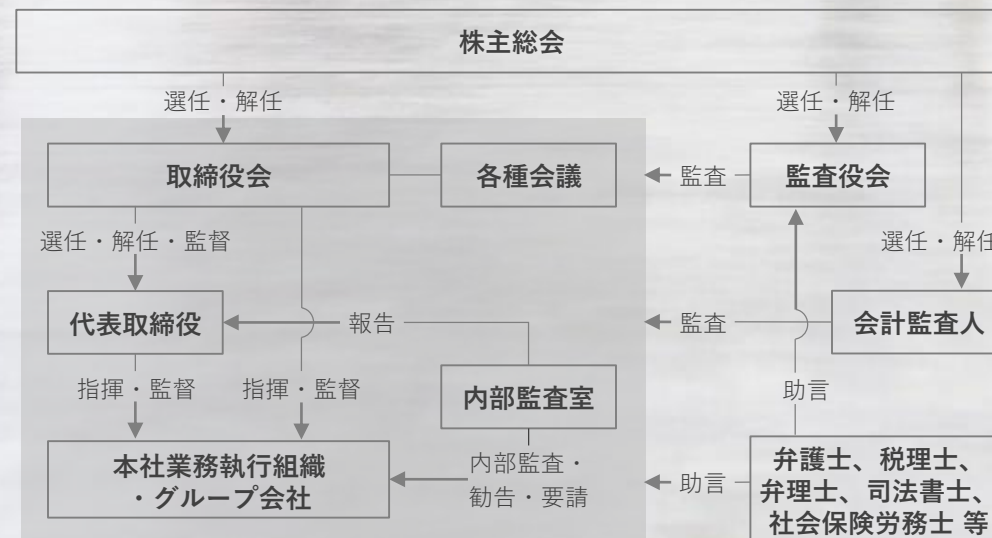 株主総会
選任・解任
選任・解任
取締役会
各種会議
監査
監査役会
選任・解任・監督
選任・解任
代表取締役
報告
監査
会計監査人
指揮・監督
指揮・監督
内部監査室
助言
本社業務執行組織
・グループ会社
内部監査・
勧告・要請
助言
弁護士、税理士、
弁理士、司法書士、
社会保険労務士 等